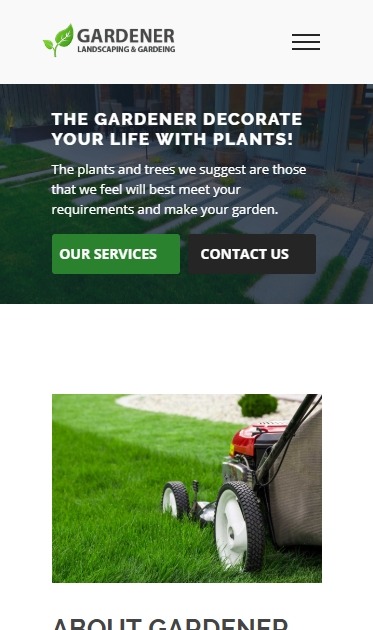 GARDENER
LANDSCAPING & GARDEING
THE GARDENER DECORATE
YOUR LIFE WITH PLANTS!
The plants and trees we suggest are those
that we feel will best meet your
requirements and make your garden.
OUR SERVICES
CONTACT US
ABOUT GARDENER